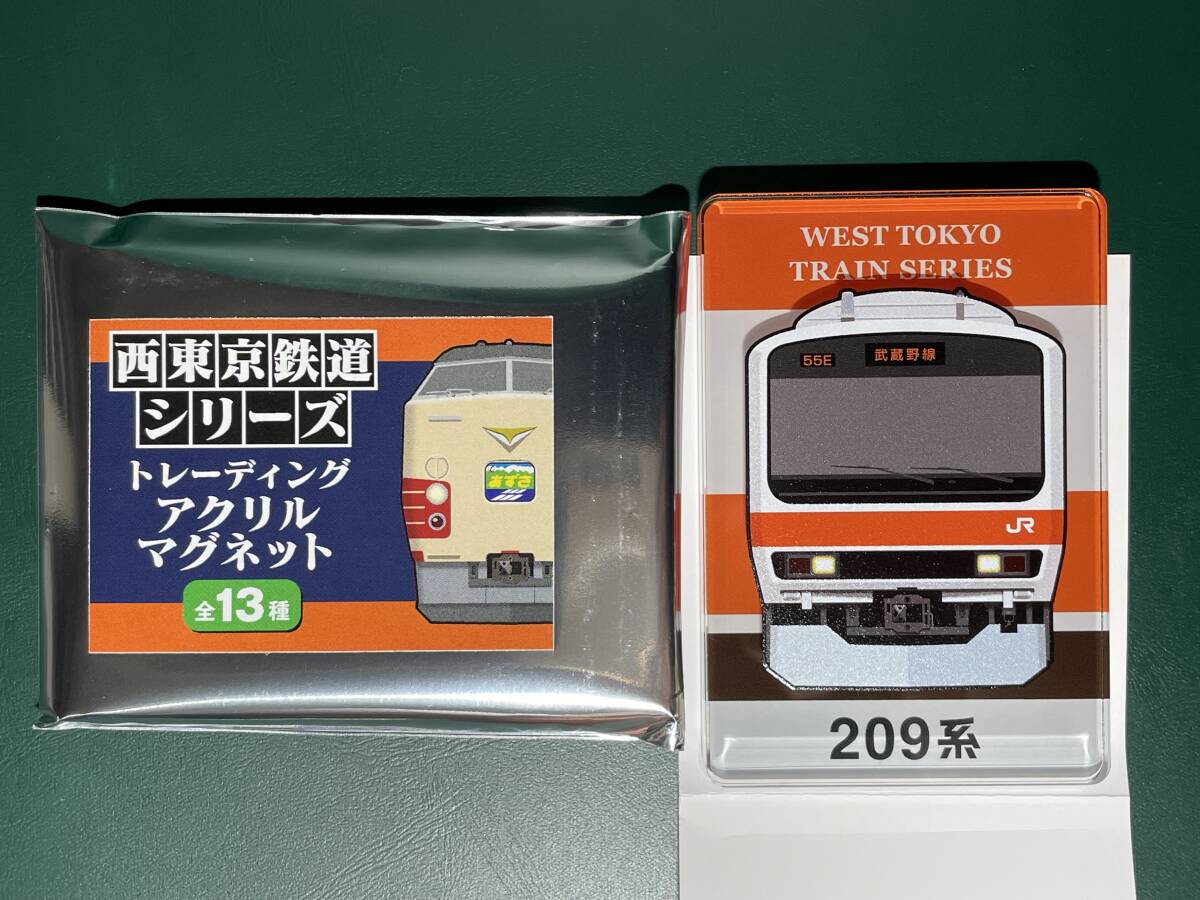 西東京鉄道
シリーズ
トレーディング
アクリル
マグネット
全13種
あずさ
WEST TOKYO
TRAIN SERIES
55E 武蔵野線
JR
209系